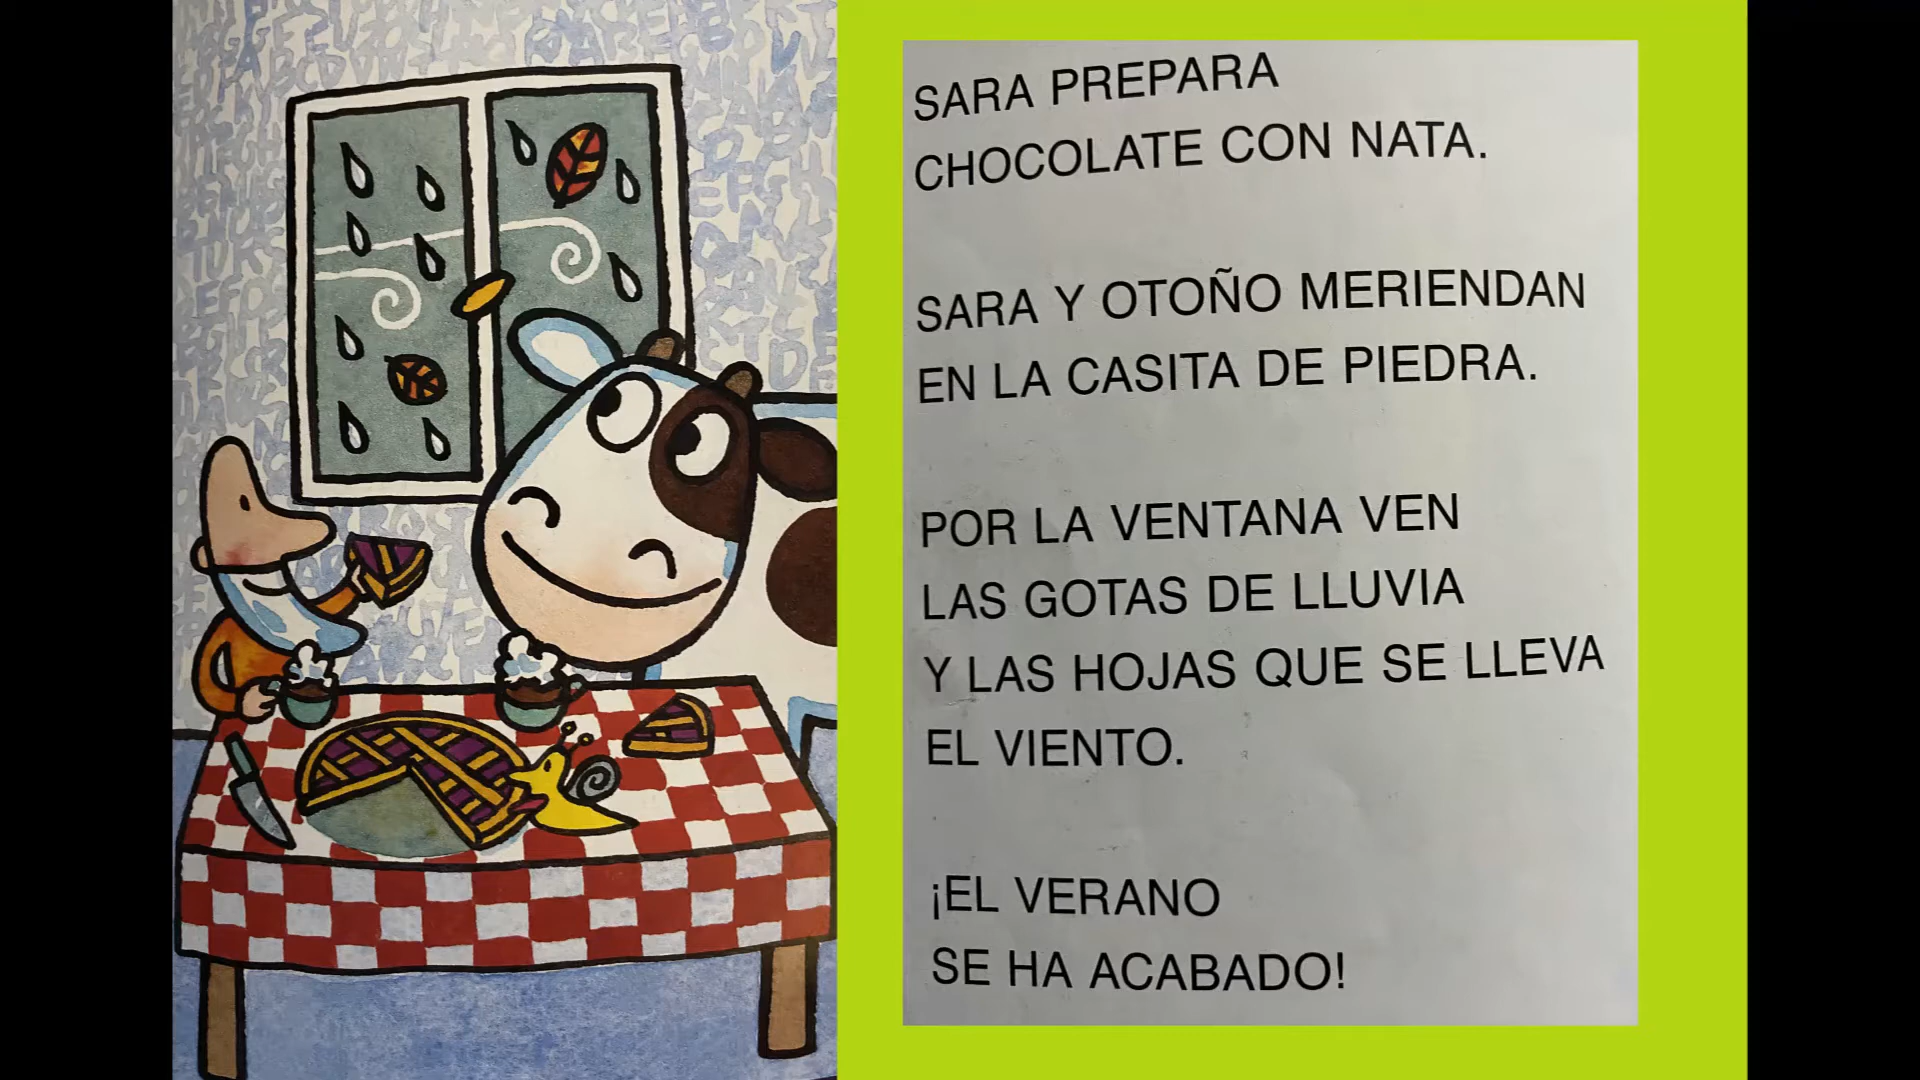 SARA PREPARA
CHOCOLATE CON NATA.
SARA Y OTOÑO MERIENDAN
EN LA CASITA DE PIEDRA.
POR LA VENTANA VEN
LAS GOTAS DE LLUVIA
Y LAS HOJAS QUE SE LLEVA
EL VIENTO.
¡EL VERANO
SE HA ACABADO!